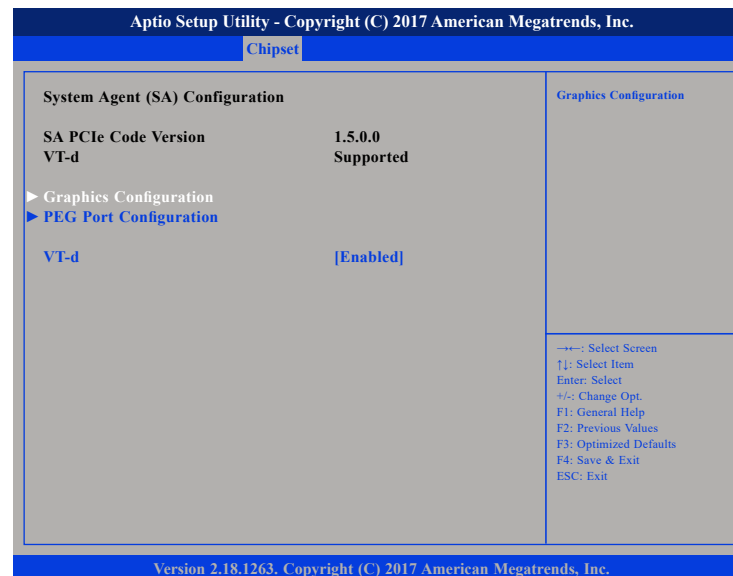 Aptio Setup Utility - Copyright (C) 2017 American Megatrends, Inc.
Chipset
System Agent (SA) Configuration
SA PCIe Code Version 1.5.0.0
VT-d Supported
▶ Graphics Configuration
▶ PEG Port Configuration
VT-d [Enabled]
Graphics Configuration
→←: Select Screen
↑↓: Select Item
Enter: Select
+/-: Change Opt.
F1: General Help
F2: Previous Values
F3: Optimized Defaults
F4: Save & Exit
ESC: Exit
Version 2.18.1263. Copyright (C) 2017 American Megatrends, Inc.